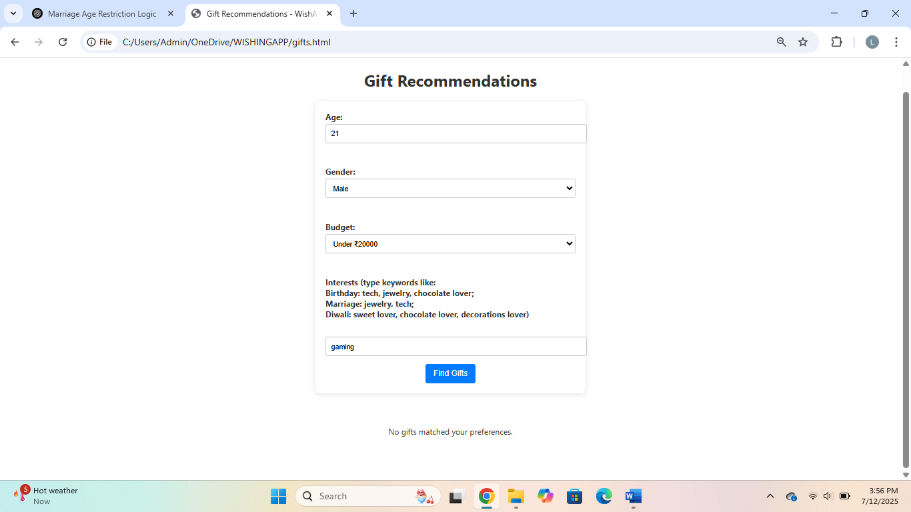 Marriage Age Restriction Logic
Gift Recommendations - WishA
File
C:/Users/Admin/OneDrive/WISHINGAPP/gifts.html
L
Gift Recommendations
Age:
21
Gender:
Male
Budget:
Under ₹20000
Interests (type keywords like:
Birthday: tech, jewelry, chocolate lover;
Marriage: jewelry, tech;
Diwali: sweet lover, chocolate lover, decorations lover)
gaming
Find Gifts
No gifts matched your preferences.
5
Hot weather
Now
Search
3:56 PM
7/12/2025